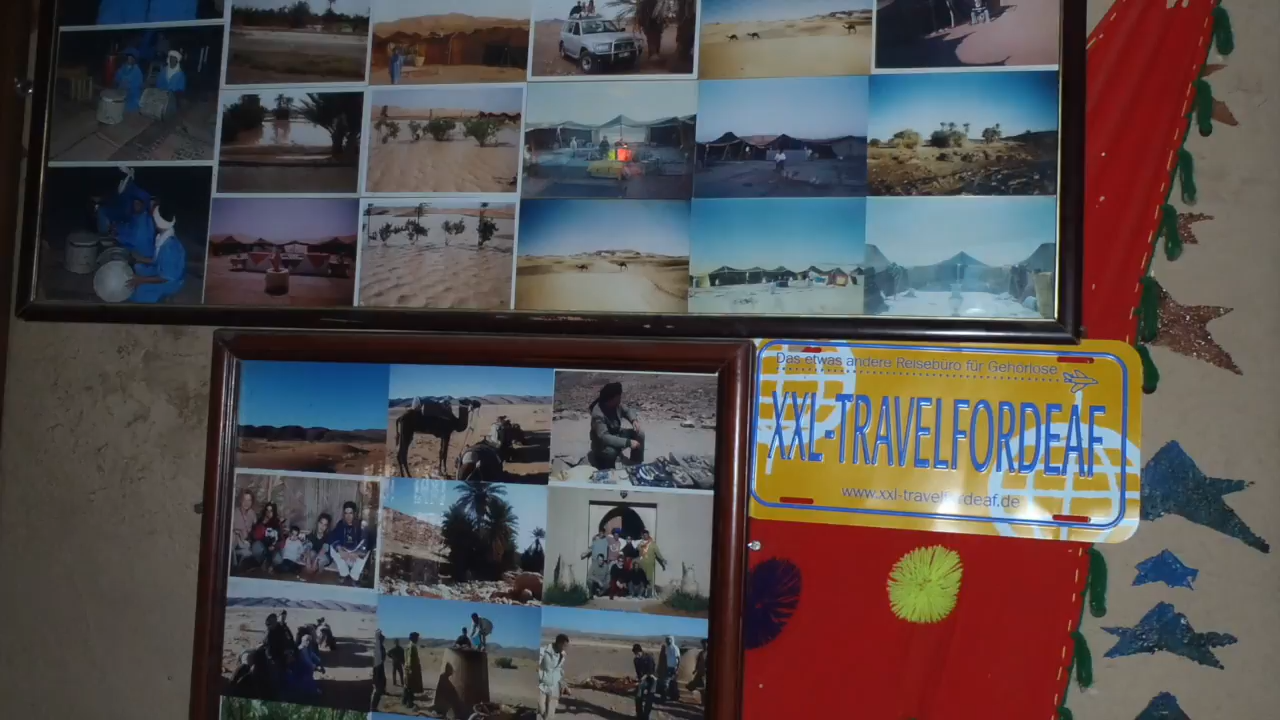 Das etwas andere Reisebüro für Gehörlose
XXL-TRAVELFORDEAF
www.xxl-travelfordeaf.de